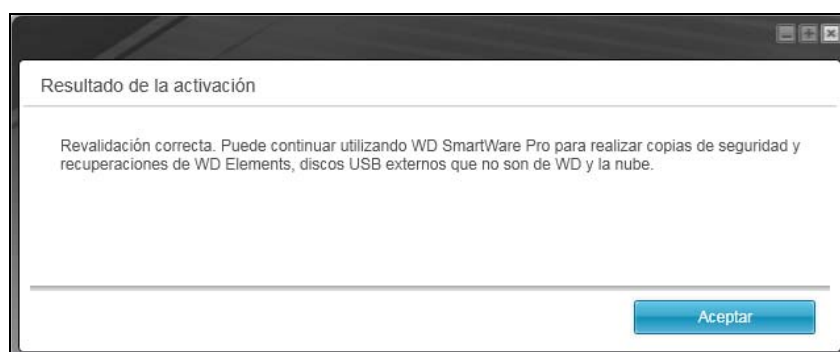 Resultado de la activación
Revalidación correcta. Puede continuar utilizando WD SmartWare Pro para realizar copias de seguridad y
recuperaciones de WD Elements, discos USB externos que no son de WD y la nube.
Aceptar